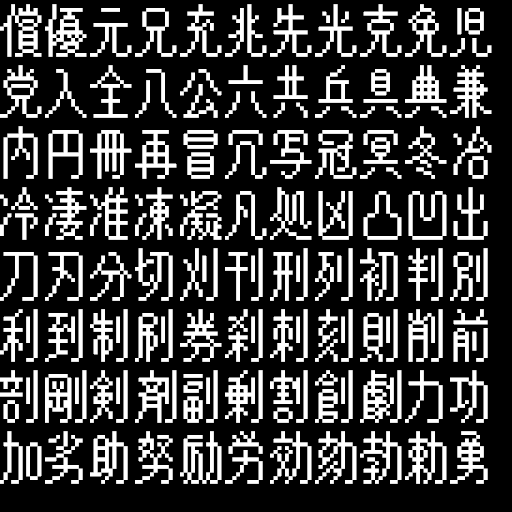 償優元兄充兆先光克免児
党入全八公六共兵具典兼
内円冊再冒冗写冠冥冬冶
冷凄准凍凝凡処凶凸凹出
刀刃分切刈刊刑列初判別
利到制刷券刹刺刻則削前
剖剛剣剤副剰割創劇力功
加劣助努励労効劾勃勅勇